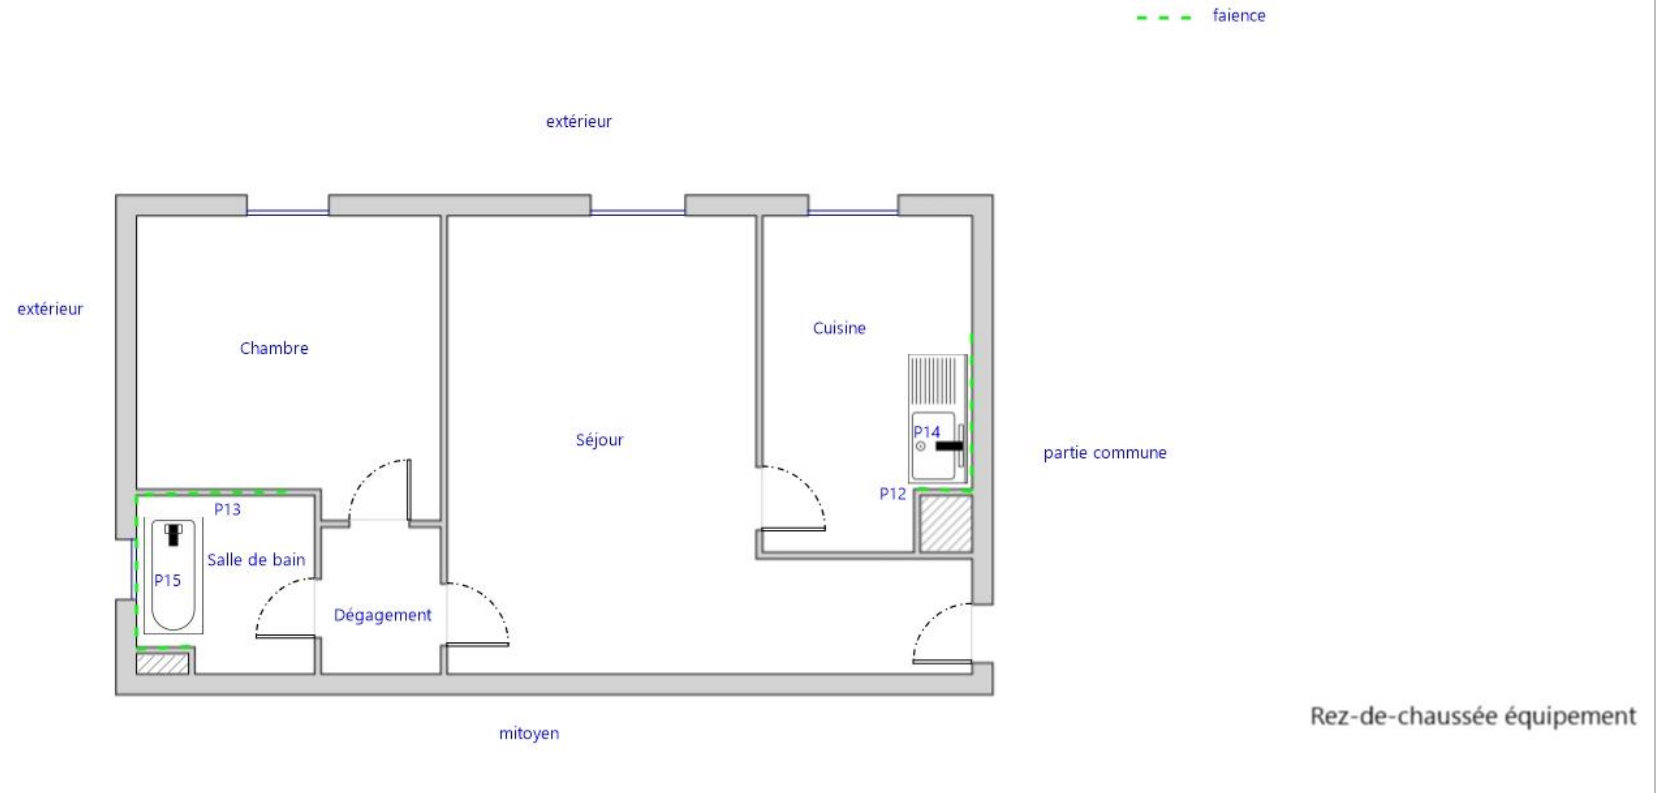 faience
extérieur
extérieur
Cuisine
Chambre
P14
Séjour
partie commune
P12
P13
Salle de bain
P15
Dégagement
Rez-de-chaussée équipement
mitoyen